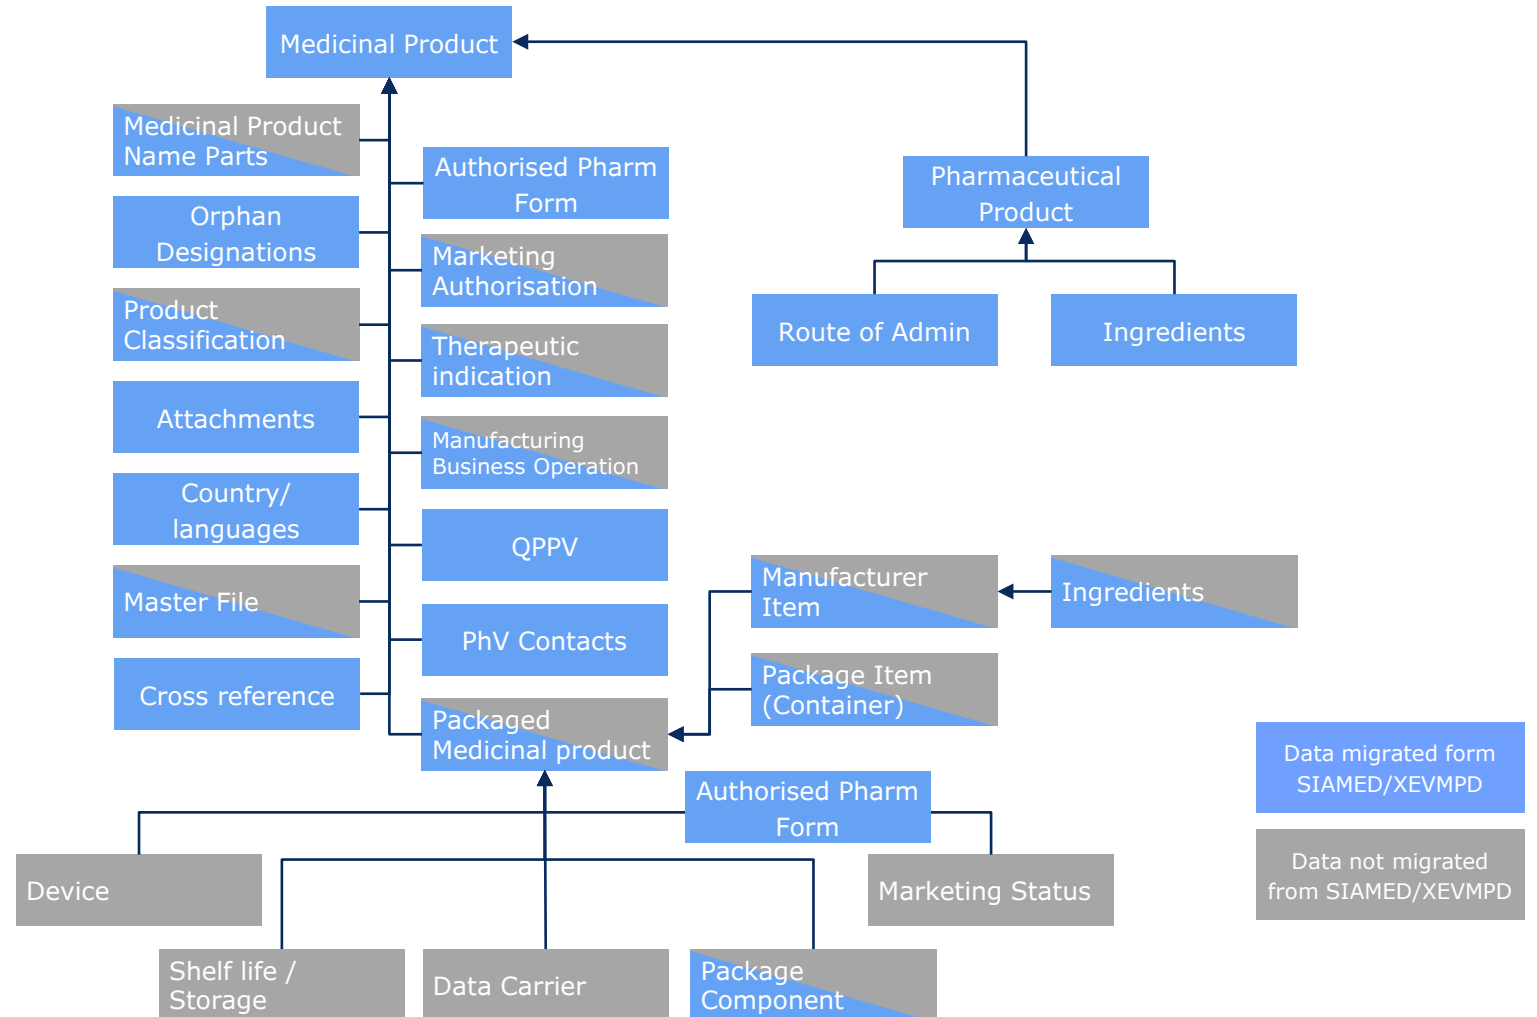 Medicinal Product
Medicinal Product
Name Parts
Authorised Pharm
Form
Pharmaceutical
Product
Orphan
Designations
Marketing
Authorisation
Product
Classification
Route of Admin
Ingredients
Therapeutic
indication
Attachments
Manufacturing
Business Operation
Country/
languages
QPPV
Manufacturer
Item
Ingredients
Master File
PhV Contacts
Package Item
(Container)
Cross reference
Packaged
Medicinal product
Data migrated form
SIAMED/XEVMPD
Authorised Pharm
Form
Data not migrated
from SIAMED/XEVMPD
Device
Marketing Status
Shelf life /
Storage
Data Carrier
Package
Component